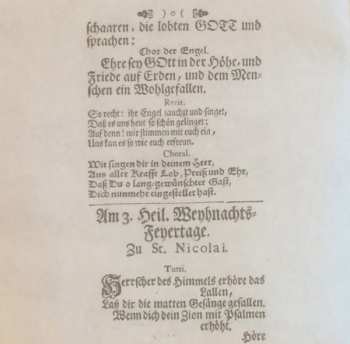 ) o (
schaaren, die lobten GOTT und
sprachen:
Chor der Engel.
Ehre sey GOtt in der Höhe, und
Friede auf Erden, und dem Men-
schen ein Wohlgefallen.
Recit.
So recht: ihr Engel jauchzt und singet,
Daß es uns heut so schön gelinget:
Auf denn! wir stimmen mit euch ein,
Uns kan es so wie euch erfreun.
Choral.
Wir singen dir in deinem Heer,
Aus aller Krafft Lob, Preiß und Ehr,
Daß Du o lang-gewünschter Gast,
Dich nunmehr eingestellet hast.
Am 3. Heil. Weyhnachts-
Feyertage.
Zu St. Nicolai.
Tutti.
Herrscher des Himmels erhöre das
Lallen,
Laß dir die matten Gesänge gefallen.
Wenn dich dein Zion mit Psalmen
erhöht.
Höre